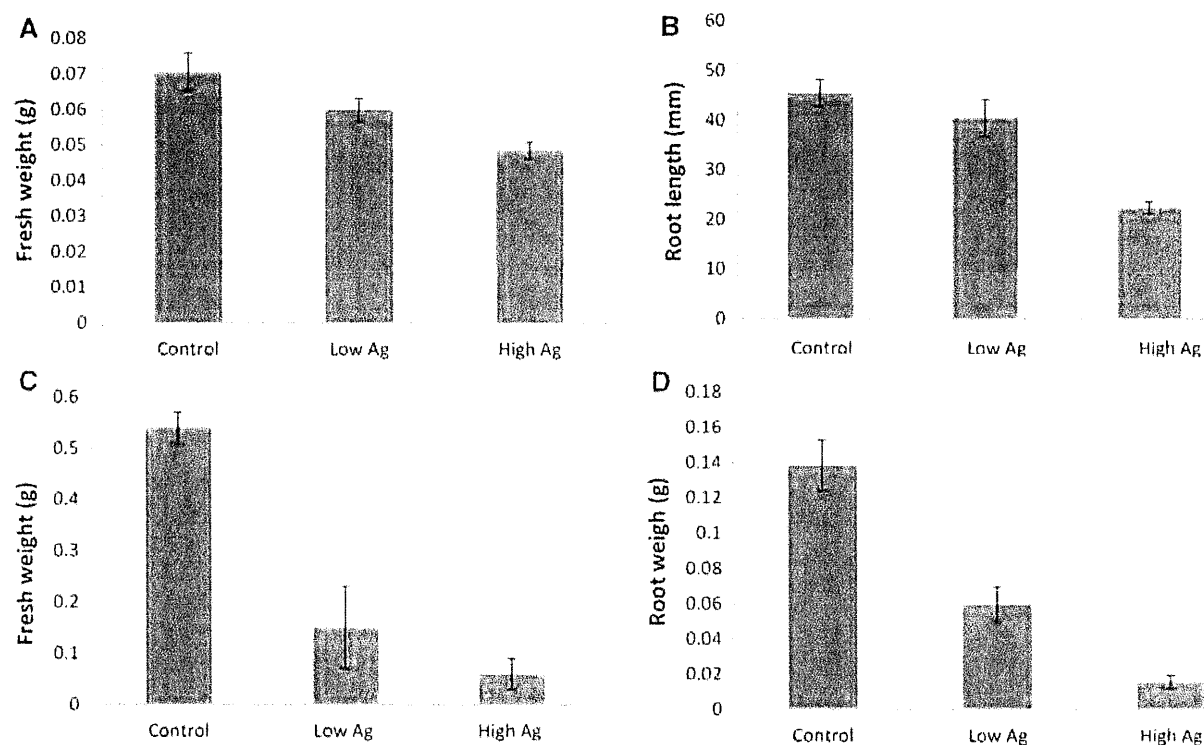 A
Fresh weight (g)
0.08
0.07
0.06
0.05
0.04
0.03
0.02
0.01
0
Control Low Ag High Ag
B
Root length (mm)
60
50
40
30
20
10
0
Control Low Ag High Ag
C
Fresh weight (g)
0.6
0.5
0.4
0.3
0.2
0.1
0
Control Low Ag High Ag
D
Root weigh (g)
0.18
0.16
0.14
0.12
0.1
0.08
0.06
0.04
0.02
0
Control Low Ag High Ag